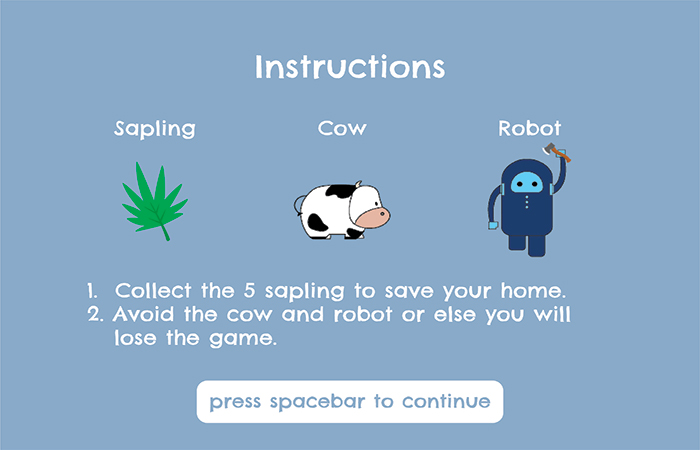 Instructions
Sapling Cow Robot
1. Collect the 5 sapling to save your home.
2. Avoid the cow and robot or else you will
lose the game.
press spacebar to continue